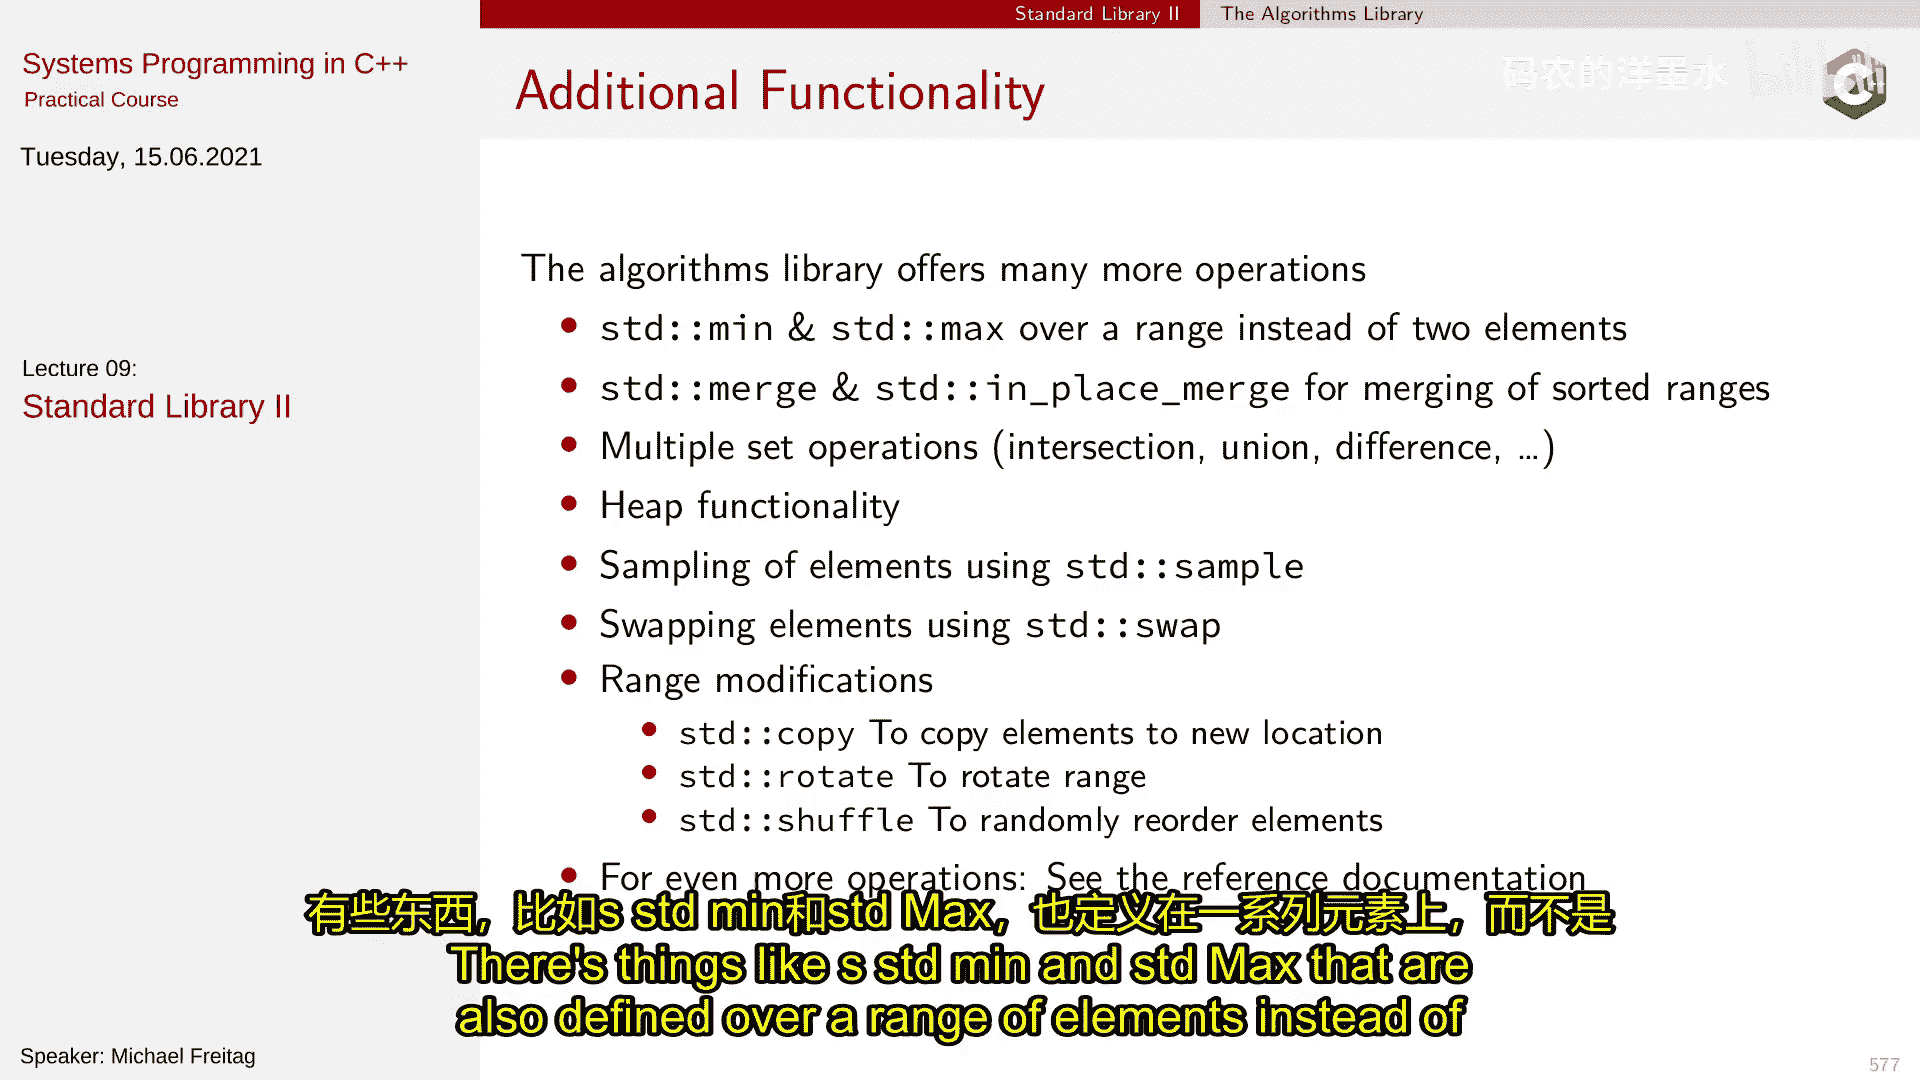 Standard Library II
The Algorithms Library
Systems Programming in C++
Practical Course
Tuesday, 15.06.2021
Lecture 09:
Standard Library II
Additional Functionality
码农的洋墨水
The algorithms library offers many more operations
• std::min & std::max over a range instead of two elements
• std::merge & std::in_place_merge for merging of sorted ranges
• Multiple set operations (intersection, union, difference, …)
• Heap functionality
• Sampling of elements using std::sample
• Swapping elements using std::swap
• Range modifications
• std::copy To copy elements to new location
• std::rotate To rotate range
• std::shuffle To randomly reorder elements
• For even more operations: See the reference documentation
有些东西，比如s std min和std Max，也定义在一系列元素上，而不是
There's things like s std min and std Max that are
also defined over a range of elements instead of
Speaker: Michael Freitag
577